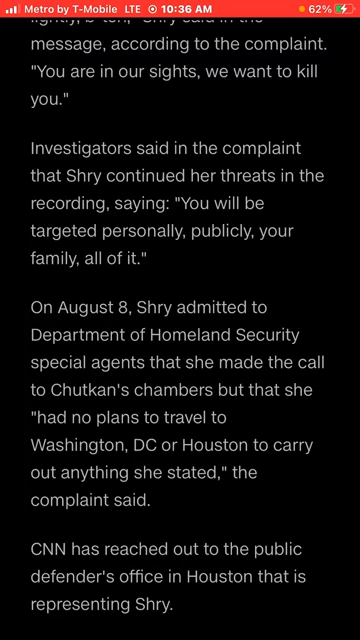 Metro by T-Mobile LTE 10:36 AM 62%
message, according to the complaint.
"You are in our sights, we want to kill
you."
Investigators said in the complaint
that Shry continued her threats in the
recording, saying: "You will be
targeted personally, publicly, your
family, all of it."
On August 8, Shry admitted to
Department of Homeland Security
special agents that she made the call
to Chutkan's chambers but that she
"had no plans to travel to
Washington, DC or Houston to carry
out anything she stated," the
complaint said.
CNN has reached out to the public
defender's office in Houston that is
representing Shry.